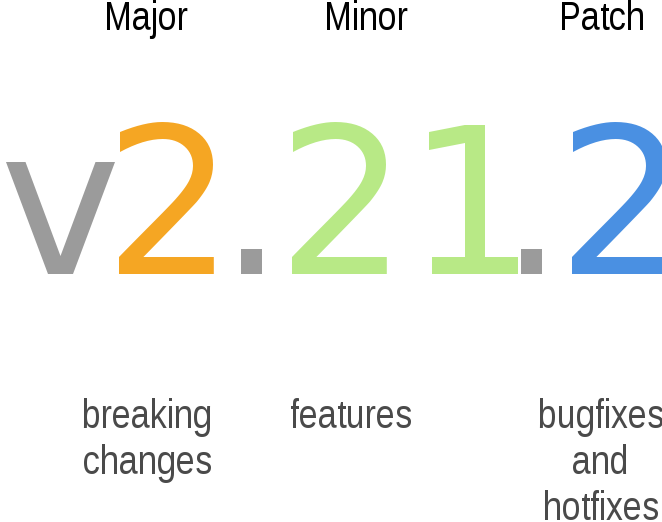 Major Minor Patch
v2.21.2
breaking features bugfixes
changes and
hotfixes